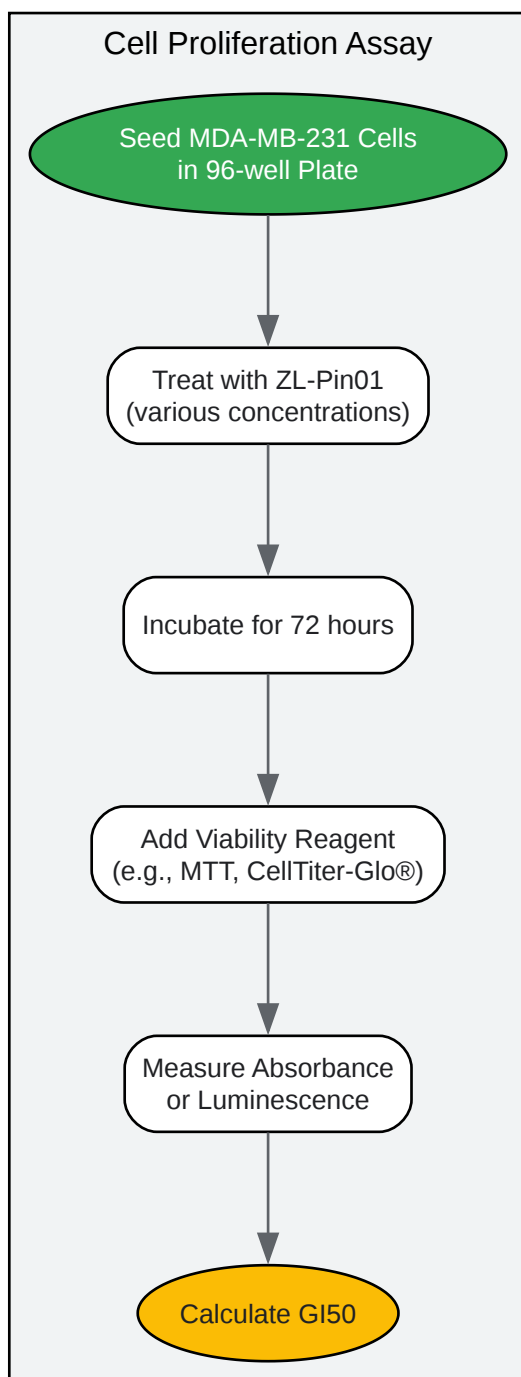 Cell Proliferation Assay
Seed MDA-MB-231 Cells
in 96-well Plate
Treat with ZL-Pin01
(various concentrations)
Incubate for 72 hours
Add Viability Reagent
(e.g., MTT, CellTiter-Glo®)
Measure Absorbance
or Luminescence
Calculate GI50